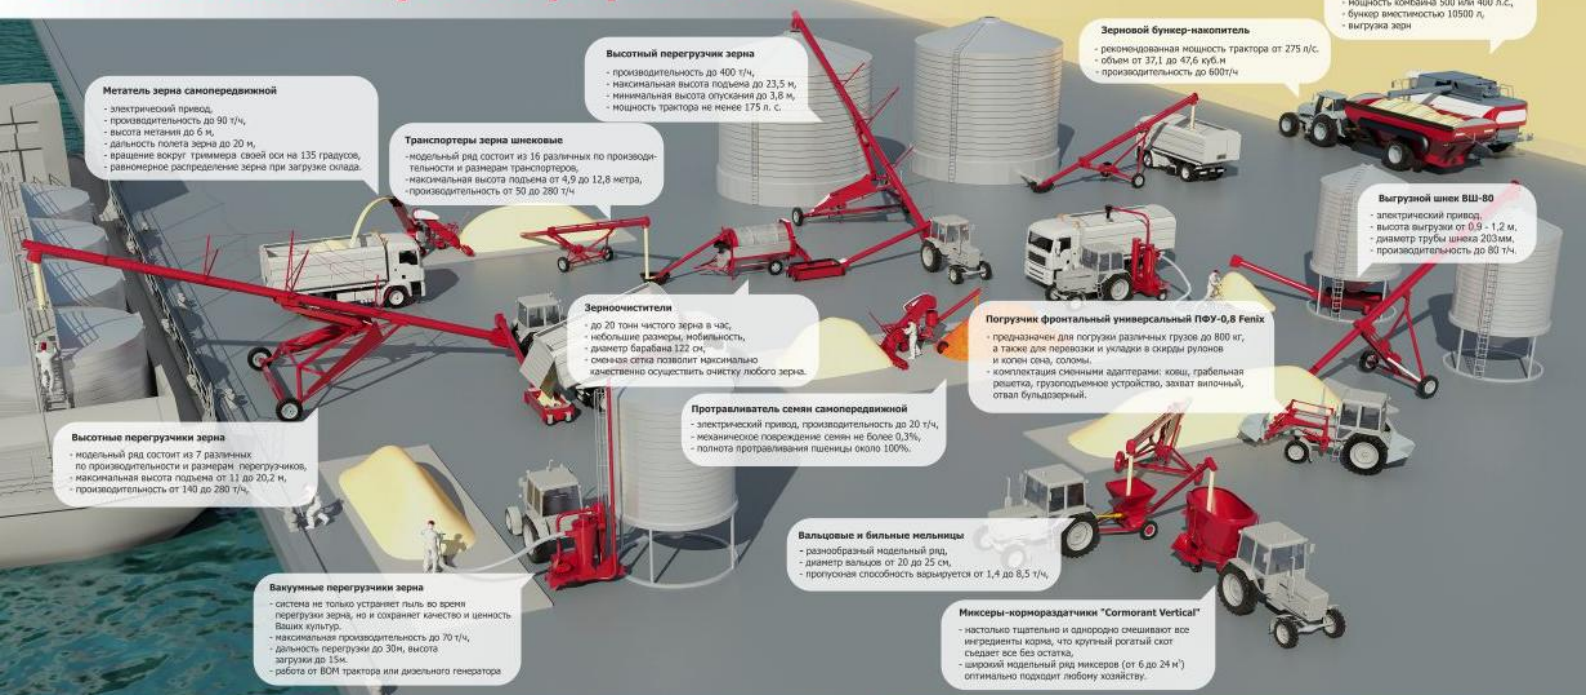 - мощность комбайна 500 или 400 л.с.,
- бункер вместимостью 10500 л,
- выгрузка зерн
Зерновой бункер-накопитель
- рекомендованная мощность трактора от 275 л/с.
- объем от 37,1 до 47,6 куб.м
- производительность до 600т/ч
Высотный перегрузчик зерна
- производительность до 400 т/ч,
- максимальная высота подъема до 23,5 м,
- минимальная высота опускания до 3,8 м,
- мощность трактора не менее 175 л. с.
Метатель зерна самопередвижной
- электрический привод,
- производительность до 90 т/ч,
- высота метания до 6 м,
- дальность полета зерна до 20 м,
- вращение вокруг триммера своей оси на 135 градусов,
- равномерное распределение зерна при загрузке склада.
Транспортеры зерна шнековые
-модельный ряд состоит из 16 различных по производи-
тельности и размерам транспортеров,
-максимальная высота подъема от 4,9 до 12,8 метра,
-производительность от 50 до 280 т/ч
Выгрузной шнек ВШ-80
- электрический привод,
- высота выгрузки от 0,9 - 1,2 м,
- диаметр трубы шнека 203мм,
- производительность до 80 т/ч.
Зерноочистители
- до 20 тонн чистого зерна в час,
- небольшие размеры, мобильность,
- диаметр барабана 122 см,
- сменная сетка позволит максимально
качественно осуществить очистку любого зерна.
Погрузчик фронтальный универсальный ПФУ-0,8 Fenix
- предназначен для погрузки различных грузов до 800 кг,
а также для перевозки и укладки в скирды рулонов
и копен сена, соломы.
- комплектация сменными адаптерами: ковш, грабельная
решетка, грузоподъемное устройство, захват вилочный,
отвал бульдозерный.
Протравливатель семян самопередвижной
- электрический привод, производительность до 20 т/ч,
- механическое повреждение семян не более 0,3%,
- полнота протравливания пшеницы около 100%.
Высотные перегрузчики зерна
- модельный ряд состоит из 7 различных
по производительности и размерам перегрузчиков,
- максимальная высота подъема от 11 до 20,2 м,
- производительность от 140 до 280 т/ч,
Вальцовые и бильные мельницы
- разнообразный модельный ряд,
- диаметр вальцов от 20 до 25 см,
- пропускная способность варьируется от 1,4 до 8,5 т/ч,
Вакуумные перегрузчики зерна
- система не только устраняет пыль во время
перегрузки зерна, но и сохраняет качество и ценность
Ваших культур.
- максимальная производительность до 70 т/ч,
- дальность перегрузки до 30м, высота
загрузки до 15м.
- работа от ВОМ трактора или дизельного генератора
Миксеры-кормораздатчики "Cormorant Vertical"
- настолько тщательно и однородно смешивают все
ингредиенты корма, что крупный рогатый скот
съедает все без остатка,
- широкий модельный ряд миксеров (от 6 до 24 м³)
оптимально подходит любому хозяйству.